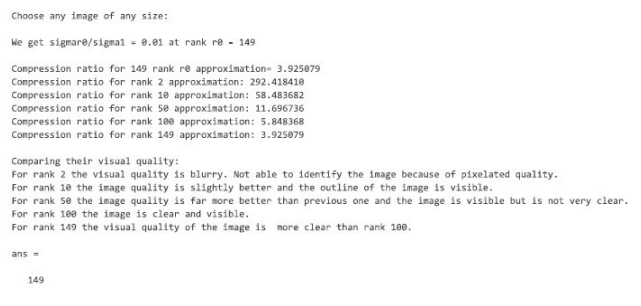 Choose any image of any size:
We get sigmar0/sigma1 = 0.01 at rank r0 - 149
Compression ratio for 149 rank r0 approximation= 3.925079
Compression ratio for rank 2 approximation: 292.418410
Compression ratio for rank 10 approximation: 58.483682
Compression ratio for rank 50 approximation: 11.696736
Compression ratio for rank 100 approximation: 5.848368
Compression ratio for rank 149 approximation: 3.925079
Comparing their visual quality:
For rank 2 the visual quality is blurry. Not able to identify the image because of pixelated quality.
For rank 10 the image quality is slightly better and the outline of the image is visible.
For rank 50 the image quality is far more better than previous one and the image is visible but is not very clear.
For rank 100 the image is clear and visible.
For rank 149 the visual quality of the image is more clear than rank 100.
ans =
149